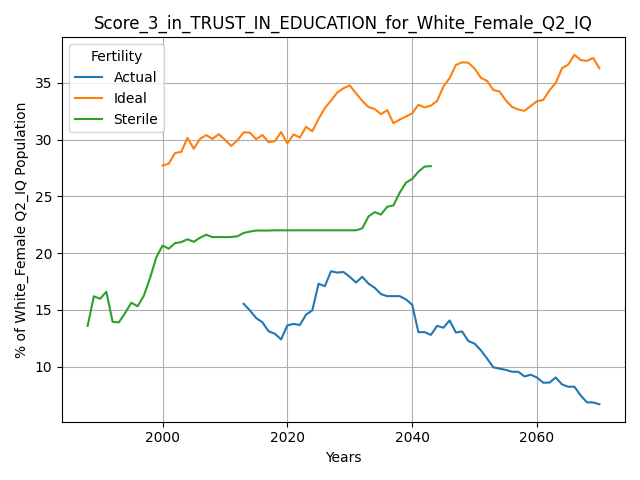 Score_3_in_TRUST_IN_EDUCATION_for_White_Female_Q2_IQ
Fertility
Actual
Ideal
Sterile
% of White_Female Q2_IQ Population
35
30
25
20
15
10
2000
2020
2040
2060
Years